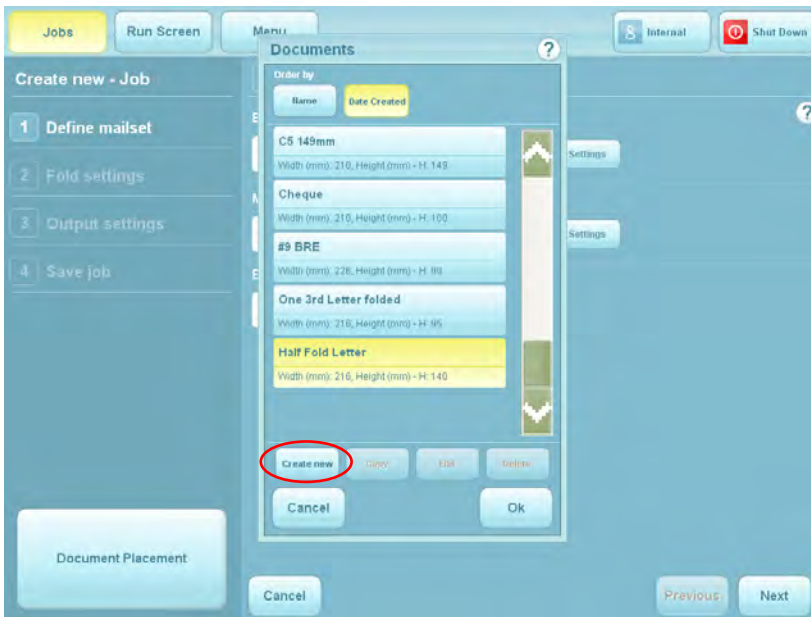 Jobs
Run Screen
Menu
Internal
Shut Down
Create new - Job
1 Define mailset
2 Fold settings
3 Output settings
4 Save job
Document Placement
Documents
?
Order by
Name
Date Created
C5 149mm
Width (mm): 210, Height (mm) - H: 149
Cheque
Width (mm): 210, Height (mm) - H: 100
#9 BRE
Width (mm): 226, Height (mm) - H:
One 3rd Letter folded
Width (mm): 216, Height (mm) - H: 95
Half Fold Letter
Width (mm): 216, Height (mm) - H: 140
Create new
Copy
Edit
Delete
Cancel
Ok
?
Settings
Settings
Cancel
Previous
Next